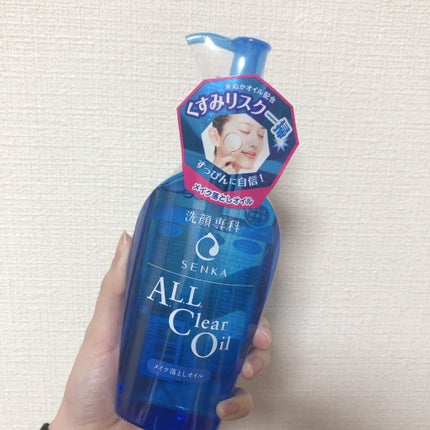 米ぬかオイル配合
くすみリスク一掃
すっぴんに自信!
メイク落としオイル
洗顔専科
SENKA
A.L.L.
Clear
Oil
メイク落としオイル